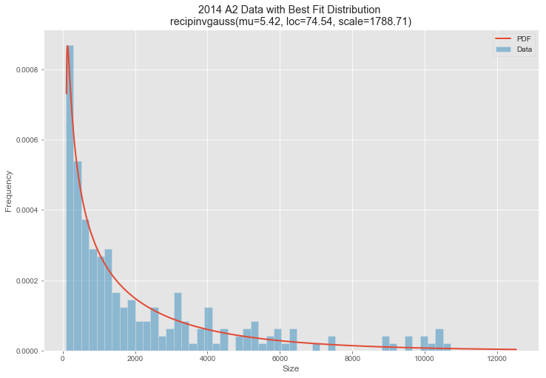 2014 A2 Data with Best Fit Distribution
recipinvgauss(mu=5.42, loc=74.54, scale=1788.71)
PDF
Data
0.0008
0.0006
0.0004
0.0002
0.0000
Frequency
0 2000 4000 6000 8000 10000 12000
Size